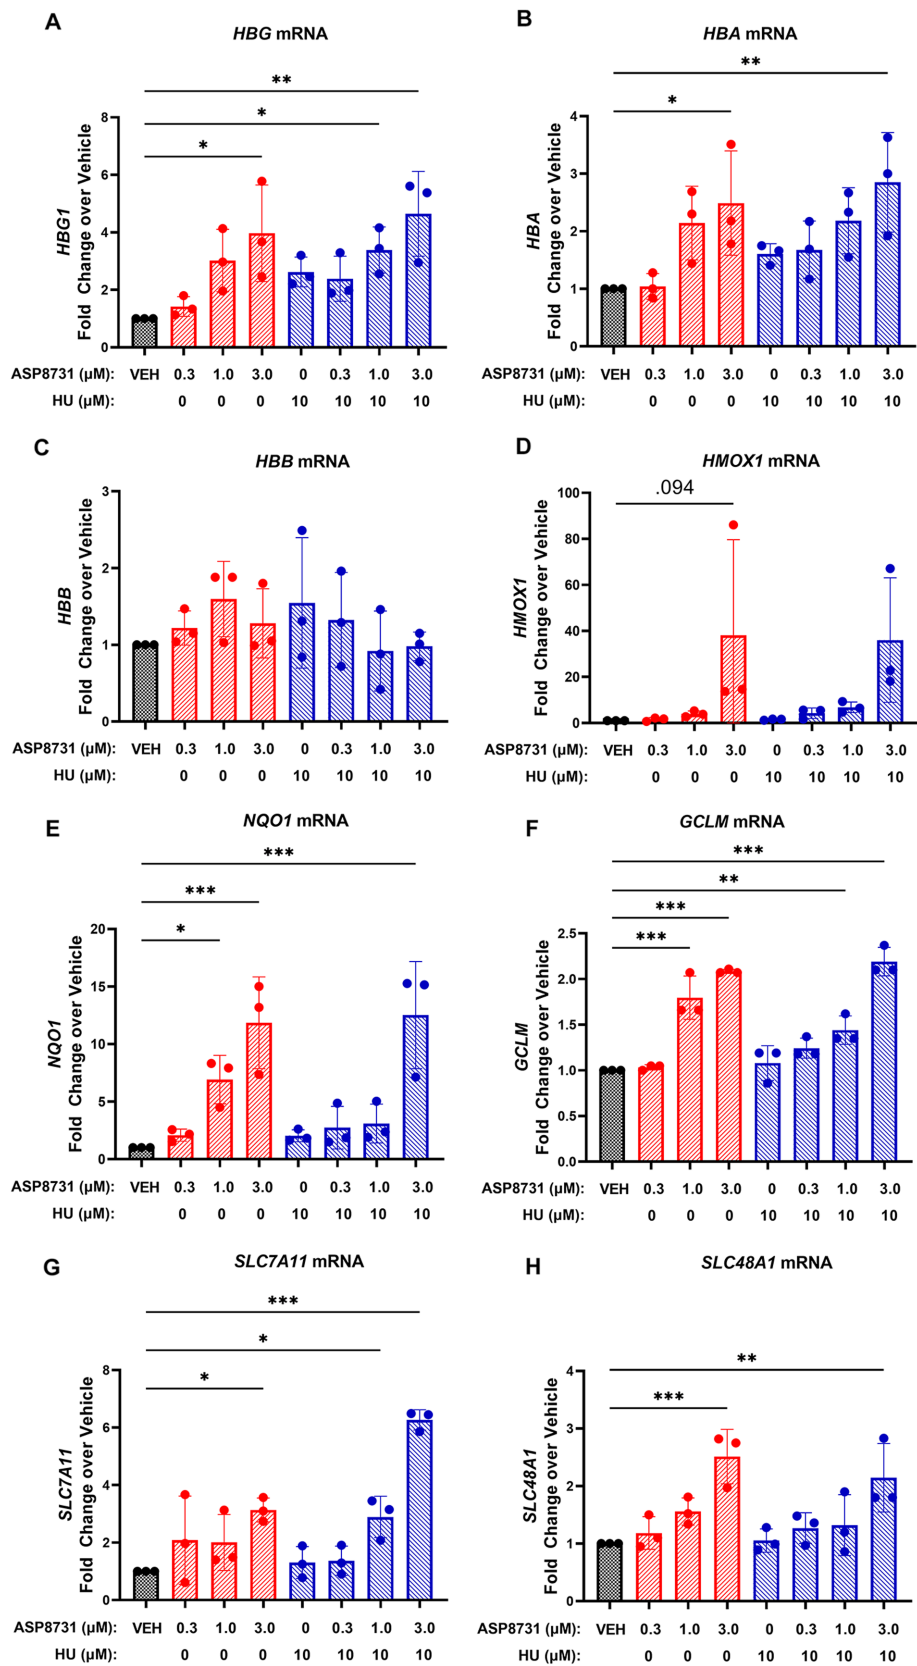 A
HBG mRNA
**
*
*
8
6
4
2
0
HBG1
Fold Change over Vehicle
ASP8731 (µM): VEH 0.3 1.0 3.0 0 0.3 1.0 3.0
HU (µM): 0 0 0 10 10 10 10
B
HBA mRNA
**
*
4
3
2
1
0
HBA
Fold Change over Vehicle
VEH 0.3 1.0 3.0 0 0.3 1.0 3.0
0 0 0 10 10 10 10
C
HBB mRNA
3
2
1
0
HBB
Fold Change over Vehicle
ASP8731 (µM): VEH 0.3 1.0 3.0 0 0.3 1.0 3.0
HU (µM): 0 0 0 10 10 10 10
D
HMOX1 mRNA
.094
100
80
60
40
20
0
HMOX1
Fold Change over Vehicle
ASP8731 (µM): VEH 0.3 1.0 3.0 0 0.3 1.0 3.0
HU (µM): 0 0 0 10 10 10 10
E
NQO1 mRNA
***
***
*
20
15
10
5
0
NQO1
Fold Change over Vehicle
ASP8731 (µM): VEH 0.3 1.0 3.0 0 0.3 1.0 3.0
HU (µM): 0 0 0 10 10 10 10
F
GCLM mRNA
***
**
***
***
2.5
2.0
1.5
1.0
0.5
0.0
GCLM
Fold Change over Vehicle
ASP8731 (µM): VEH 0.3 1.0 3.0 0 0.3 1.0 3.0
HU (µM): 0 0 0 10 10 10 10
G
SLC7A11 mRNA
***
*
*
8
6
4
2
0
SLC7A11
Fold Change over Vehicle
ASP8731 (µM): VEH 0.3 1.0 3.0 0 0.3 1.0 3.0
HU (µM): 0 0 0 10 10 10 10
H
SLC48A1 mRNA
**
***
4
3
2
1
0
SLC48A1
Fold Change over Vehicle
ASP8731 (µM): VEH 0.3 1.0 3.0 0 0.3 1.0 3.0
HU (µM): 0 0 0 10 10 10 10